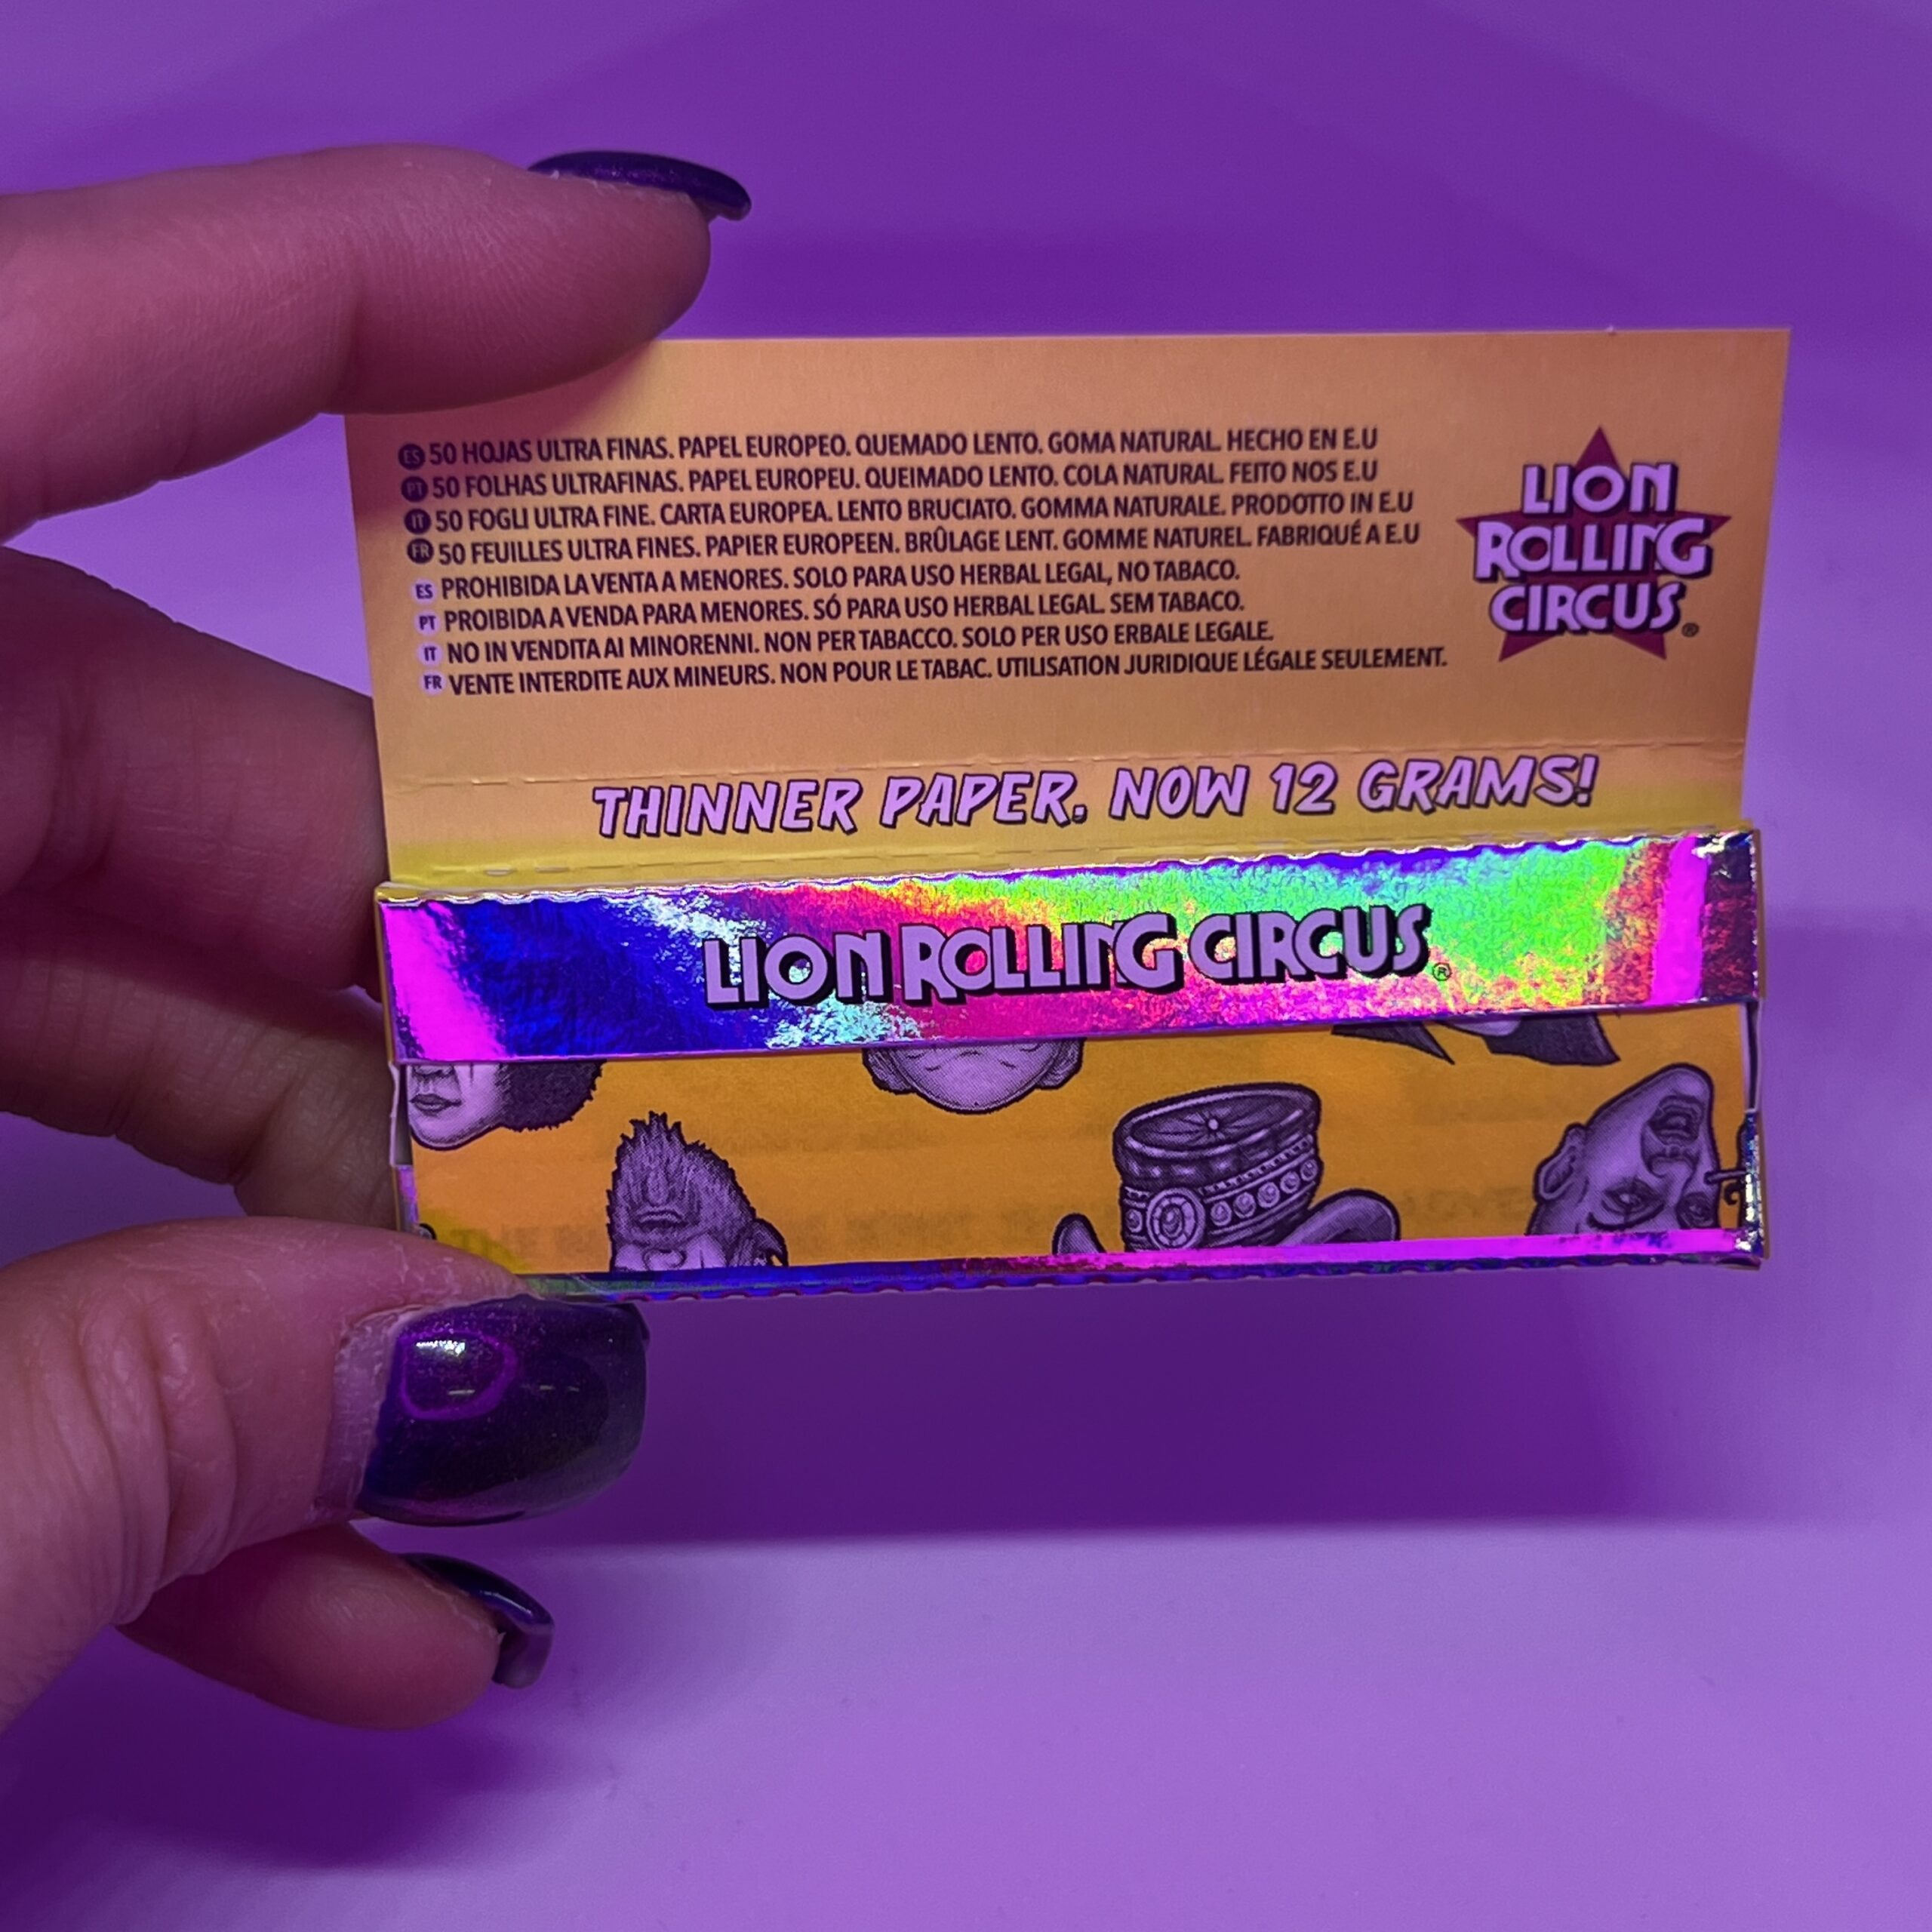 ES 50 HOJAS ULTRA FINAS. PAPEL EUROPEO. QUEMADO LENTO. GOMA NATURAL. HECHO EN E.U
PT 50 FOLHAS ULTRAFINAS. PAPEL EUROPEU. QUEIMADO LENTO. COLA NATURAL. FEITO NOS E.U
IT 50 FOGLI ULTRA FINE. CARTA EUROPEA. LENTO BRUCIATO. GOMMA NATURALE. PRODOTTO IN E.U
FR 50 FEUILLES ULTRA FINES. PAPIER EUROPEEN. BRÛLAGE LENT. GOMME NATUREL. FABRIQUÉ A E.U
ES PROHIBIDA LA VENTA A MENORES. SOLO PARA USO HERBAL LEGAL, NO TABACO.
PT PROIBIDA A VENDA PARA MENORES. SÓ PARA USO HERBAL LEGAL. SEM TABACO.
IT NO IN VENDITA AI MINORENNI. NON PER TABACCO. SOLO PER USO ERBALE LEGALE.
FR VENTE INTERDITE AUX MINEURS. NON POUR LE TABAC. UTILISATION JURIDIQUE LÉGALE SEULEMENT.
LION
ROLLING
CIRCUS®
THINNER PAPER, NOW 12 GRAMS!
LION ROLLING CIRCUS®